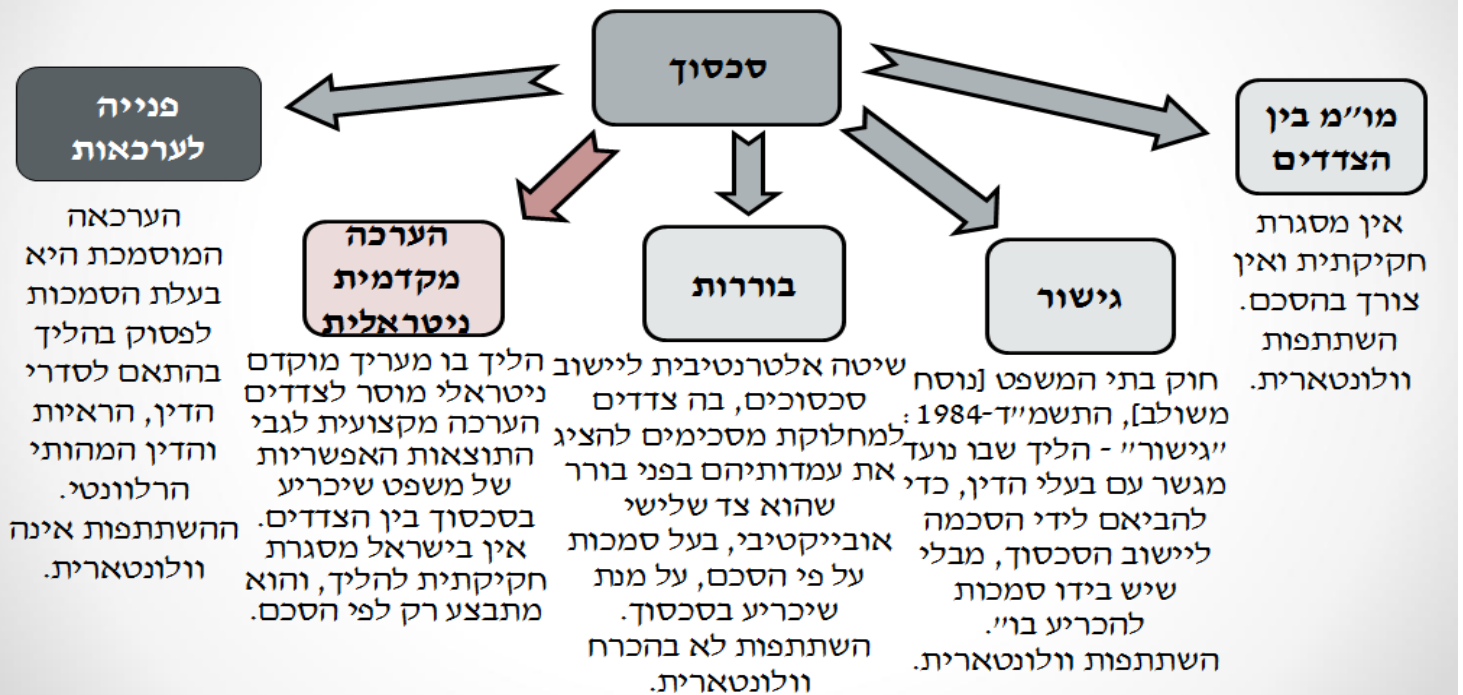 סכסוך
מו״מ בין
הצדדים
אין מסגרת
חקיקתית ואין
צורך בהסכם.
השתתפות
וולונטארית.
גישור
חוק בתי המשפט [נוסח
משולב], התשמ״ד-1984:
״גישור״ - הליך שבו נועד
מגשר עם בעלי הדין, כדי
להביאם לידי הסכמה
ליישוב הסכסוך, מבלי
שיש בידו סמכות
להכריע בו״.
השתתפות וולונטארית.
בוררות
שיטה אלטרנטיבית ליישוב
סכסוכים, בה צדדים
למחלוקת מסכימים להציג
את עמדותיהם בפני בורר
שהוא צד שלישי
אובייקטיבי, בעל סמכות
על פי הסכם, על מנת
שיכריע בסכסוך.
השתתפות לא בהכרח
וולונטארית.
הערכה
מקדמית
ניטראלית
הליך בו מעריך מוקדם
ניטראלי מוסר לצדדים
הערכה מקצועית לגבי
התוצאות האפשריות
של משפט שיכריע
בסכסוך בין הצדדים.
אין בישראל מסגרת
חקיקתית להליך, והוא
מתבצע רק לפי הסכם.
פנייה
לערכאות
הערכאה
המוסמכת היא
בעלת הסמכות
לפסוק בהליך
בהתאם לסדרי
הדין, הראיות
והדין המהותי
הרלוונטי.
ההשתתפות אינה
וולונטארית.